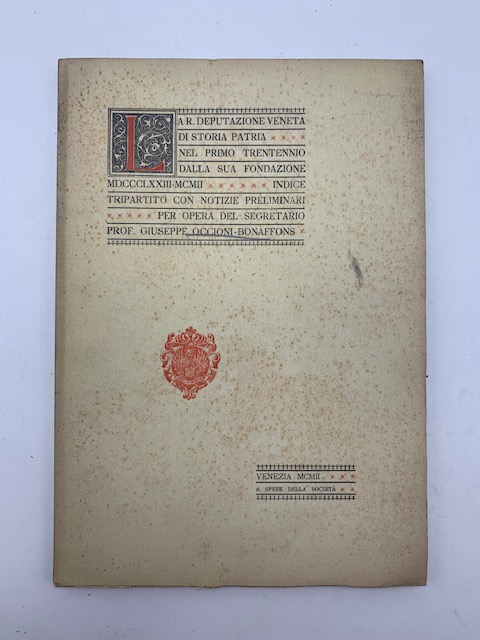 LA R. DEPUTAZIONE VENETA
DI STORIA PATRIA
NEL PRIMO TRENTENNIO
DALLA SUA FONDAZIONE
MDCCCLXXIII-MCMII INDICE
TRIPARTITO CON NOTIZIE PRELIMINARI
PER OPERA DEL SEGRETARIO
PROF. GIUSEPPE OCCIONI-BONAFFONS
VENEZIA MCMII
A SPESE DELLA SOCIETÀ